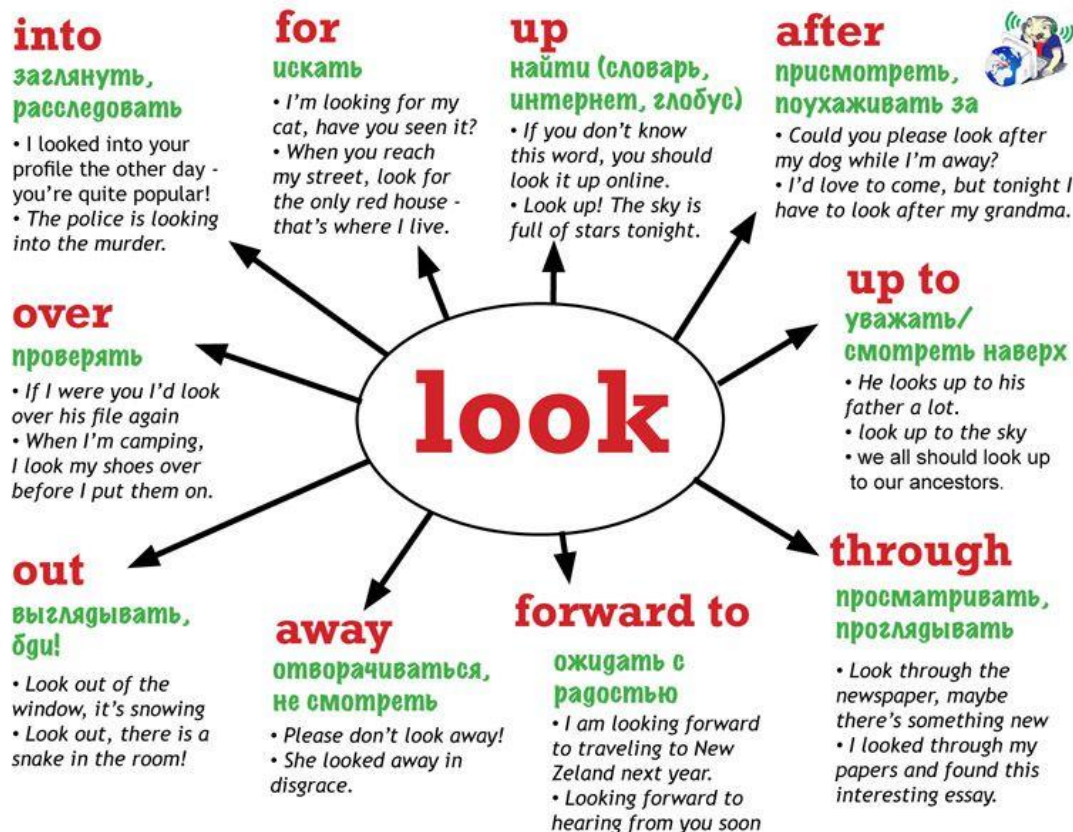 into
заглянуть,
расследовать
• I looked into your
profile the other day -
you're quite popular!
• The police is looking
into the murder.
for
искать
• I'm looking for my
cat, have you seen it?
• When you reach
my street, look for
the only red house -
that's where I live.
up
найти (словарь,
интернет, глобус)
• If you don't know
this word, you should
look it up online.
• Look up! The sky is
full of stars tonight.
after
присмотреть,
поухаживать за
• Could you please look after
my dog while I'm away?
• I'd love to come, but tonight I
have to look after my grandma.
over
проверять
• If I were you I'd look
over his file again
• When I'm camping,
I look my shoes over
before I put them on.
look
up to
уважать/
смотреть наверх
• He looks up to his
father a lot.
• look up to the sky
• we all should look up
to our ancestors.
out
выглядывать,
бди!
• Look out of the
window, it's snowing
• Look out, there is a
snake in the room!
away
отворачиваться,
не смотреть
• Please don't look away!
• She looked away in
disgrace.
forward to
ожидать с
радостью
• I am looking forward
to traveling to New
Zeland next year.
• Looking forward to
hearing from you soon
through
просматривать,
проглядывать
• Look through the
newspaper, maybe
there's something new
• I looked through my
papers and found this
interesting essay.